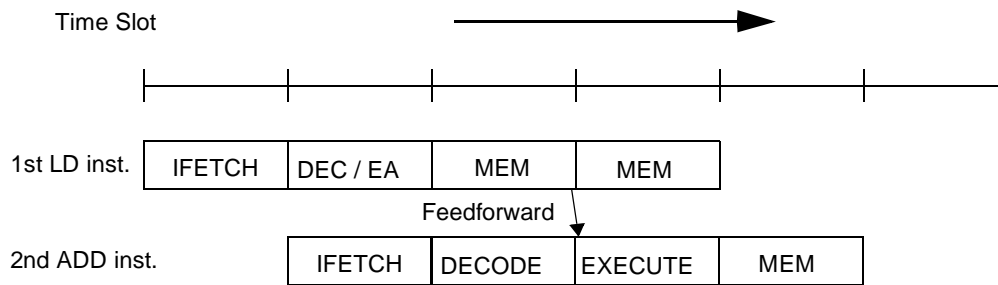 Time Slot
1st LD inst. IFETCH DEC / EA MEM MEM
Feedforward
2nd ADD inst. IFETCH DECODE EXECUTE MEM